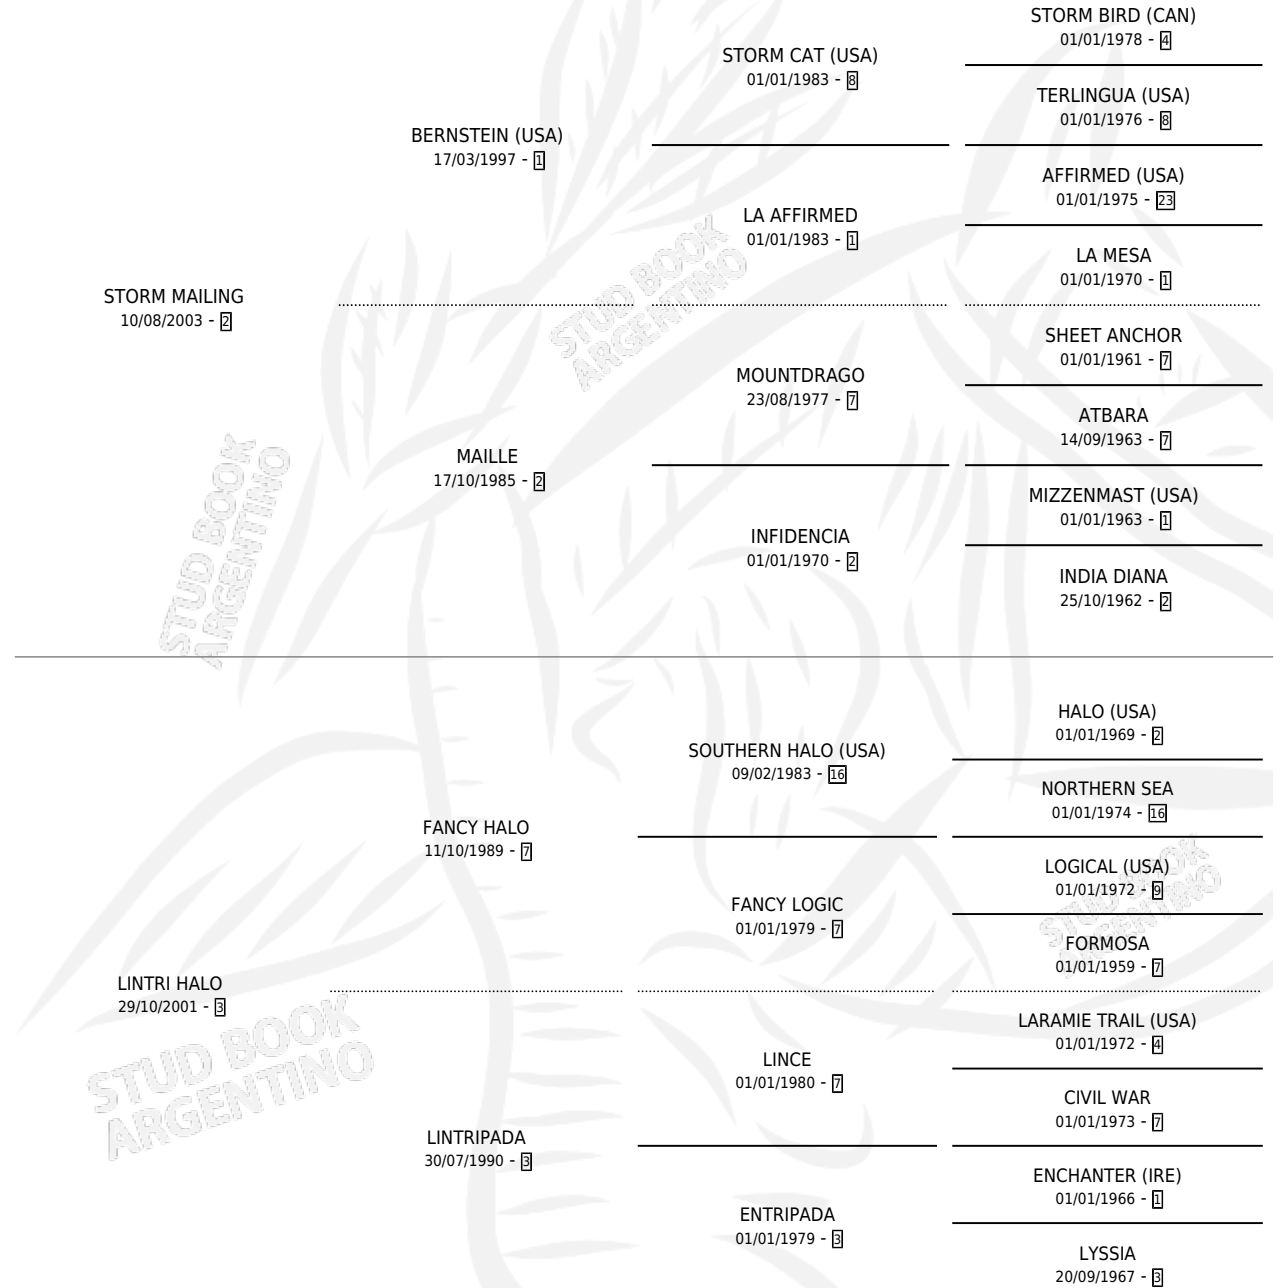 STORM BIRD (CAN)
01/01/1978 - 4
STORM CAT (USA)
01/01/1983 - 8
TERLINGUA (USA)
01/01/1976 - 8
BERNSTEIN (USA)
17/03/1997 - 1
AFFIRMED (USA)
01/01/1975 - 23
LA AFFIRMED
01/01/1983 - 1
LA MESA
01/01/1970 - 1
STORM MAILING
10/08/2003 - 2
SHEET ANCHOR
01/01/1961 - 7
MOUNTDRAGO
23/08/1977 - 7
ATBARA
14/09/1963 - 7
MAILLE
17/10/1985 - 2
MIZZENMAST (USA)
01/01/1963 - 1
INFIDENCIA
01/01/1970 - 2
INDIA DIANA
25/10/1962 - 2
HALO (USA)
01/01/1969 - 2
SOUTHERN HALO (USA)
09/02/1983 - 16
NORTHERN SEA
01/01/1974 - 16
FANCY HALO
11/10/1989 - 7
LOGICAL (USA)
01/01/1972 - 9
FANCY LOGIC
01/01/1979 - 7
FORMOSA
01/01/1959 - 7
LINTRI HALO
29/10/2001 - 3
LARAMIE TRAIL (USA)
01/01/1972 - 4
LINCE
01/01/1980 - 7
CIVIL WAR
01/01/1973 - 7
LINTRIPADA
30/07/1990 - 3
ENCHANTER (IRE)
01/01/1966 - 1
ENTRIPADA
01/01/1979 - 3
LYSSIA
20/09/1967 - 3
STUD BOOK
ARGENTINO
STUD BOOK
ARGENTINO
STUD BOOK
ARGENTINO
STUD BOOK
ARGENTINO